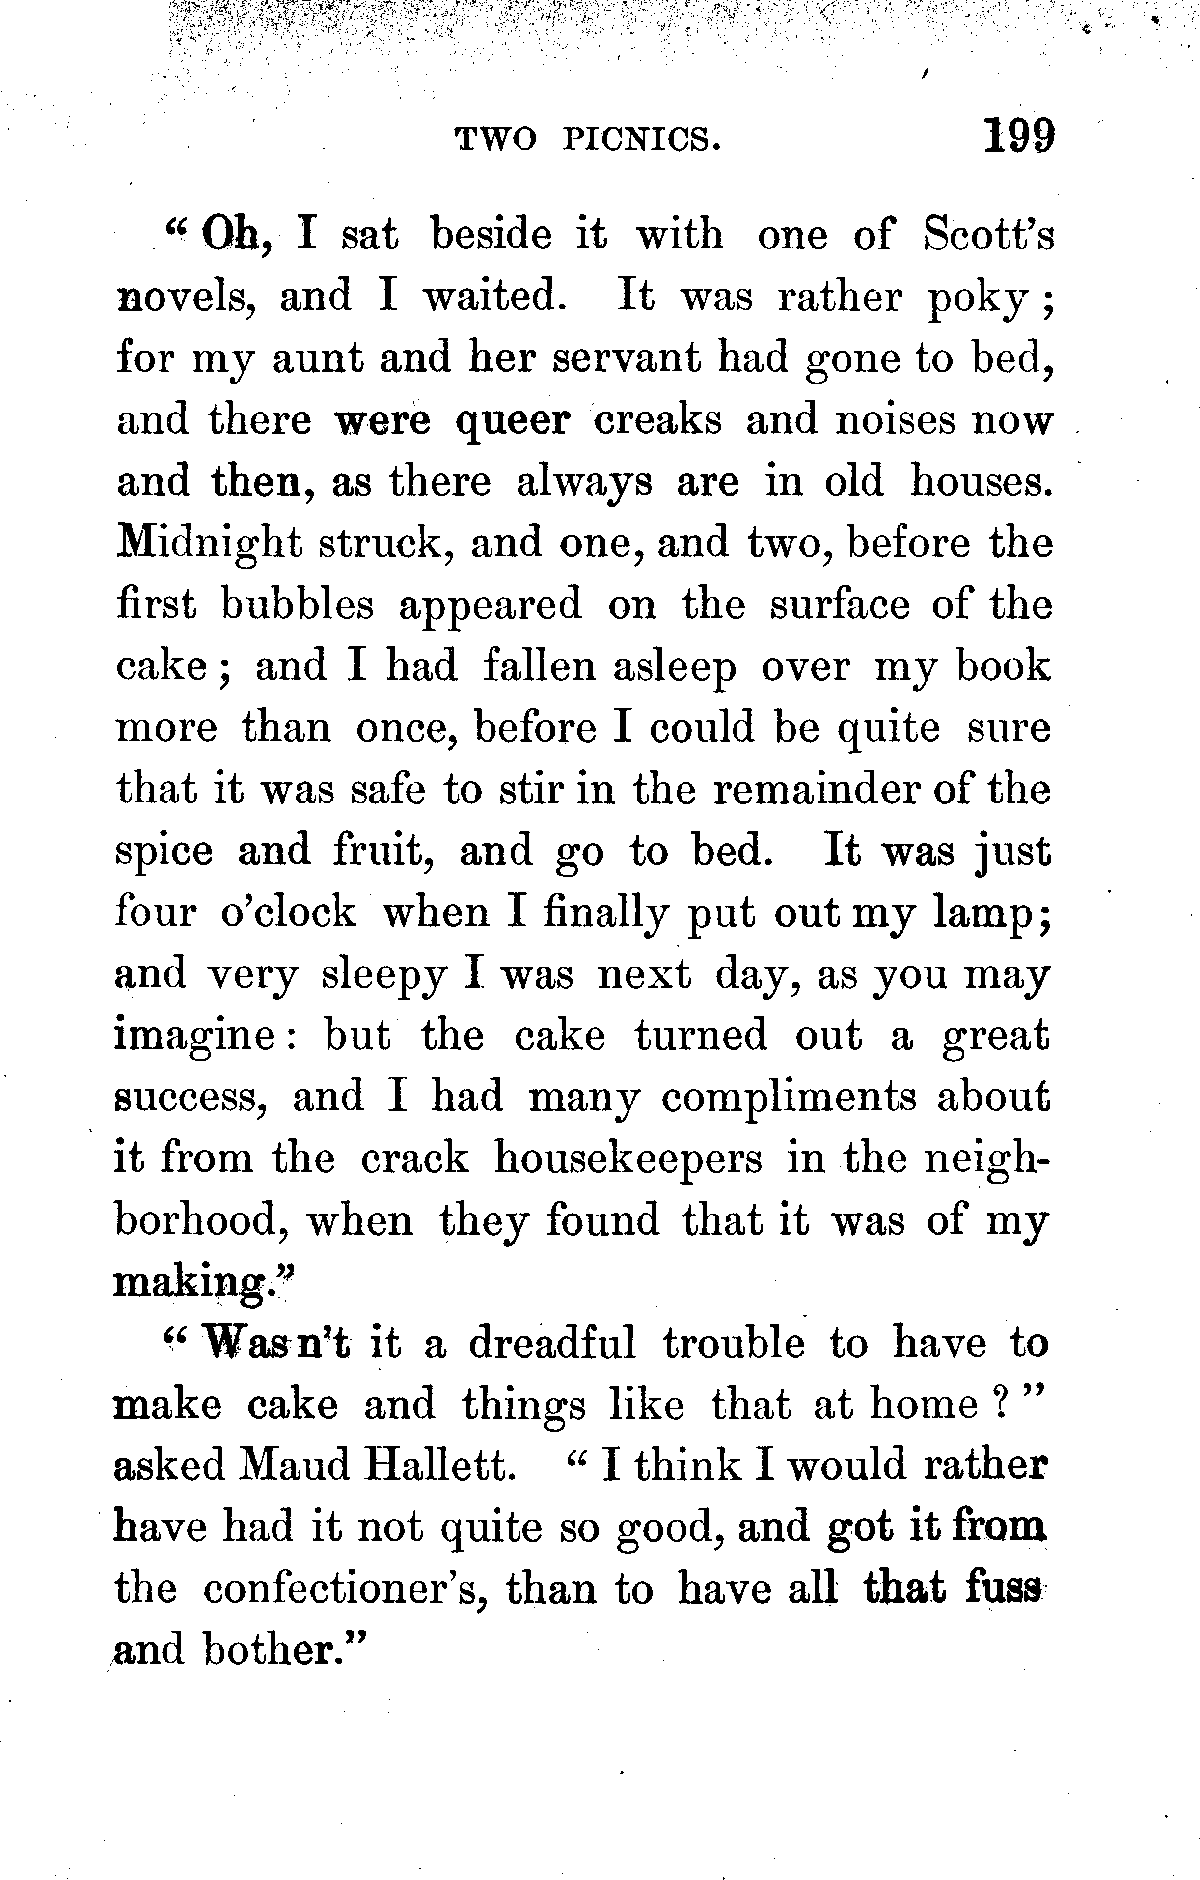 TWO PICNICS. 199
“ Oh, I sat beside it with one of Scott’s
novels, and I waited. It was rather poky ;
for my aunt and her servant had gone to bed,
and there were queer creaks and noises now
and then, as there always are in old houses.
Midnight struck, and one, and two, before the
first bubbles appeared on the surface of the
cake ; and I had fallen asleep over my book
more than once, before I could be quite sure
that it was safe to stir in the remainder of the
spice and fruit, and go to bed. It was just
four o’clock when I finally put out my lamp;
and very sleepy I was next day, as you may
imagine : but the cake turned out a great
success, and I had many compliments about
it from the crack housekeepers in the neigh-
borhood, when they found that it was of my
making.”
“ Wasn’t it a dreadful trouble to have to
make cake and things like that at home ? ”
asked Maud Hallett. “ I think I would rather
have had it not quite so good, and got it from
the confectioner’s, than to have all that fuss
and bother.”